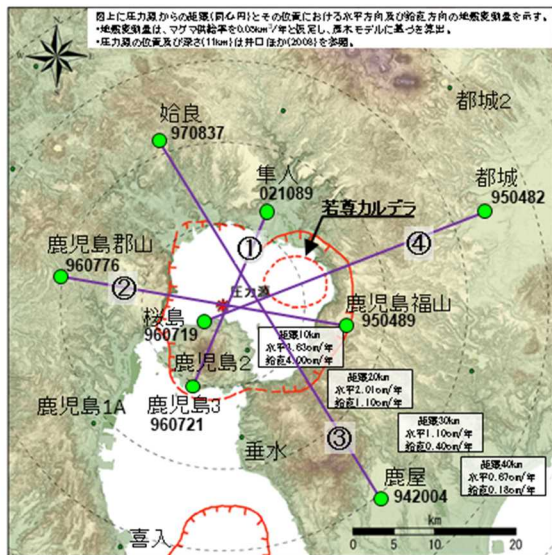 図上に圧力源からの距離(同心円)とその位置における水平方向及び鉛直方向の地盤変動量を示す。
・地盤変動量は、マグマ供給率を0.05km³/年と仮定し、茂木モデルに基づき算出。
・圧力源の位置及び深さ(11km)は井口ほか(2008)を参照。
都城2
姶良
970837
隼人
021089
都城
950482
若尊カルデラ
①
④
鹿児島郡山
960776
②
圧力源
桜島
960719
鹿児島福山
950489
距離10km
水平3.63cm/年
鉛直4.00cm/年
鹿児島2
距離20km
水平2.01cm/年
鉛直1.10cm/年
鹿児島1A
鹿児島3
960721
距離30km
水平1.10cm/年
鉛直0.40cm/年
垂水
③
距離40km
水平0.67cm/年
鉛直0.18cm/年
鹿屋
942004
喜入
km
0
10
20